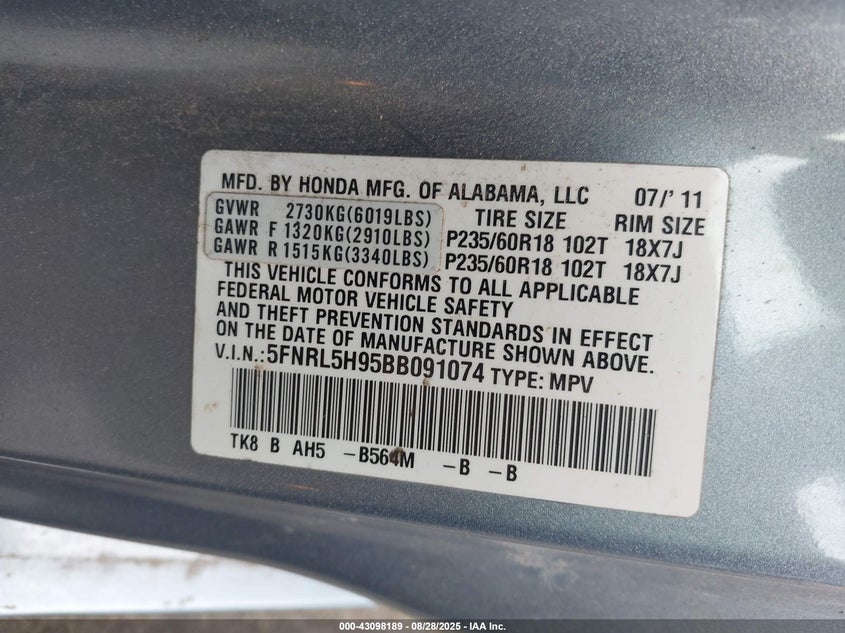 MFD. BY HONDA MFG. OF ALABAMA, LLC 07/'11
GVWR 2730KG(6019LBS) TIRE SIZE RIM SIZE
GAWR F 1320KG(2910LBS) P235/60R18 102T 18X7J
GAWR R 1515KG(3340LBS) P235/60R18 102T 18X7J
THIS VEHICLE CONFORMS TO ALL APPLICABLE
FEDERAL MOTOR VEHICLE SAFETY
AND THEFT PREVENTION STANDARDS IN EFFECT
ON THE DATE OF MANUFACTURE SHOWN ABOVE.
V.I.N.:5FNRL5H95BB091074 TYPE: MPV
TK8 B AH5 -B564M -B -B
000-43098189 - 08/28/2025 - IAA Inc.